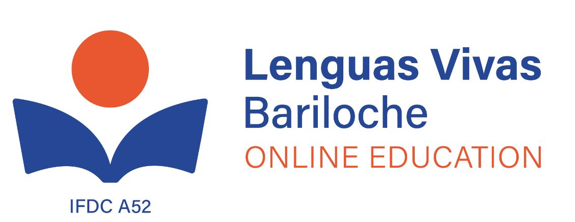 Lenguas Vivas
Bariloche
ONLINE EDUCATION
IFDC A52